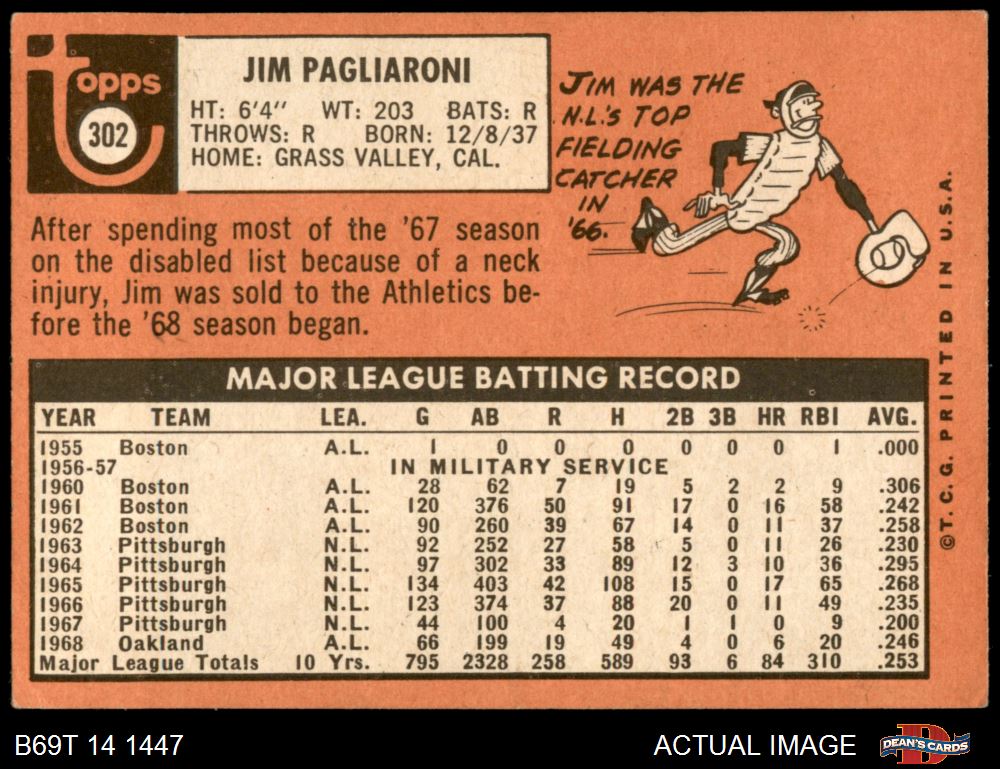 Topps
302
JIM PAGLIARONI
HT: 6'4" WT: 203 BATS: R
THROWS: R BORN: 12/8/37
HOME: GRASS VALLEY, CAL.
JIM WAS THE
N.L.'S TOP
FIELDING
CATCHER
IN
'66.
After spending most of the '67 season
on the disabled list because of a neck
injury, Jim was sold to the Athletics be-
fore the '68 season began.
MAJOR LEAGUE BATTING RECORD
YEAR TEAM LEA. G AB R H 2B 3B HR RBI AVG.
1955 Boston A.L. 1 0 0 0 0 0 0 1 .000
1956-57 IN MILITARY SERVICE
1960 Boston A.L. 28 62 7 19 5 2 2 9 .306
1961 Boston A.L. 120 376 50 91 17 0 16 58 .242
1962 Boston A.L. 90 260 39 67 14 0 11 37 .258
1963 Pittsburgh N.L. 92 252 27 58 5 0 11 26 .230
1964 Pittsburgh N.L. 97 302 33 89 12 3 10 36 .295
1965 Pittsburgh N.L. 134 403 42 108 15 0 17 65 .268
1966 Pittsburgh N.L. 123 374 37 88 20 0 11 49 .235
1967 Pittsburgh N.L. 44 100 4 20 1 1 0 9 .200
1968 Oakland A.L. 66 199 19 49 4 0 6 20 .246
Major League Totals 10 Yrs. 795 2328 258 589 93 6 84 310 .253
©T.C.G. PRINTED IN U.S.A.
B69T 14 1447
ACTUAL IMAGE
D
DEAN'S CARDS